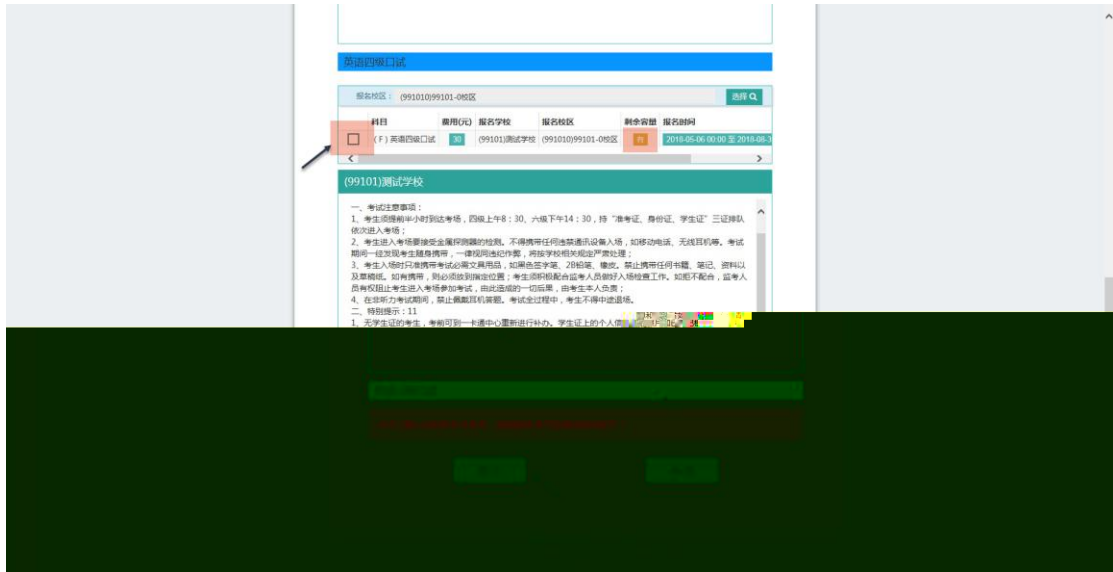 英语四级口试
报名校区： (991010)99101-0校区 选择
科目 费用(元) 报名学校 报名校区 剩余容量 报名时间
(F) 英语四级口试 30 (99101)测试学校 (991010)99101-0校区 有 2018-05-06 00:00 至 2018-08-3
(99101)测试学校
一、考试注意事项：
1、考生须提前半小时到达考场，四级上午8：30、六级下午14：30，持“准考证、身份证、学生证”三证排队
依次进入考场；
2、考生进入考场要接受金属探测器的检测。不得携带任何违禁通讯设备入场，如移动电话、无线耳机等。考试
期间一经发现考生随身携带，一律视同违纪作弊，将按学校相关规定严肃处理；
3、考生入场时只准携带考试必需文具用品，如黑色签字笔、2B铅笔、橡皮。禁止携带任何书籍、笔记、资料以
及草稿纸。如有携带，则必须放到指定位置；考生须积极配合监考人员做好入场检查工作。如拒不配合，监考人
员有权阻止考生进入考场参加考试，由此造成的一切后果，由考生本人负责；
4、在非听力考试期间，禁止佩戴耳机答题。考试全过程中，考生不得中途退场。
二、特别提示：11
1、无学生证的考生，考前可到一卡通中心重新进行补办。学生证上的个人信